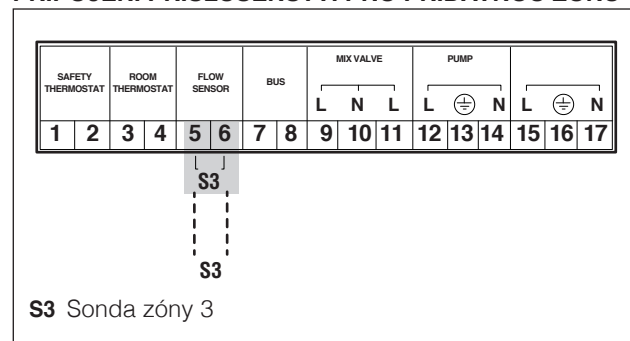 SAFETY THERMOSTAT
ROOM THERMOSTAT
FLOW SENSOR
BUS
MIX VALVE
PUMP
L N L L N L N
1 2 3 4 5 6 7 8 9 10 11 12 13 14 15 16 17
S3
S3
S3 Sonda zóny 3